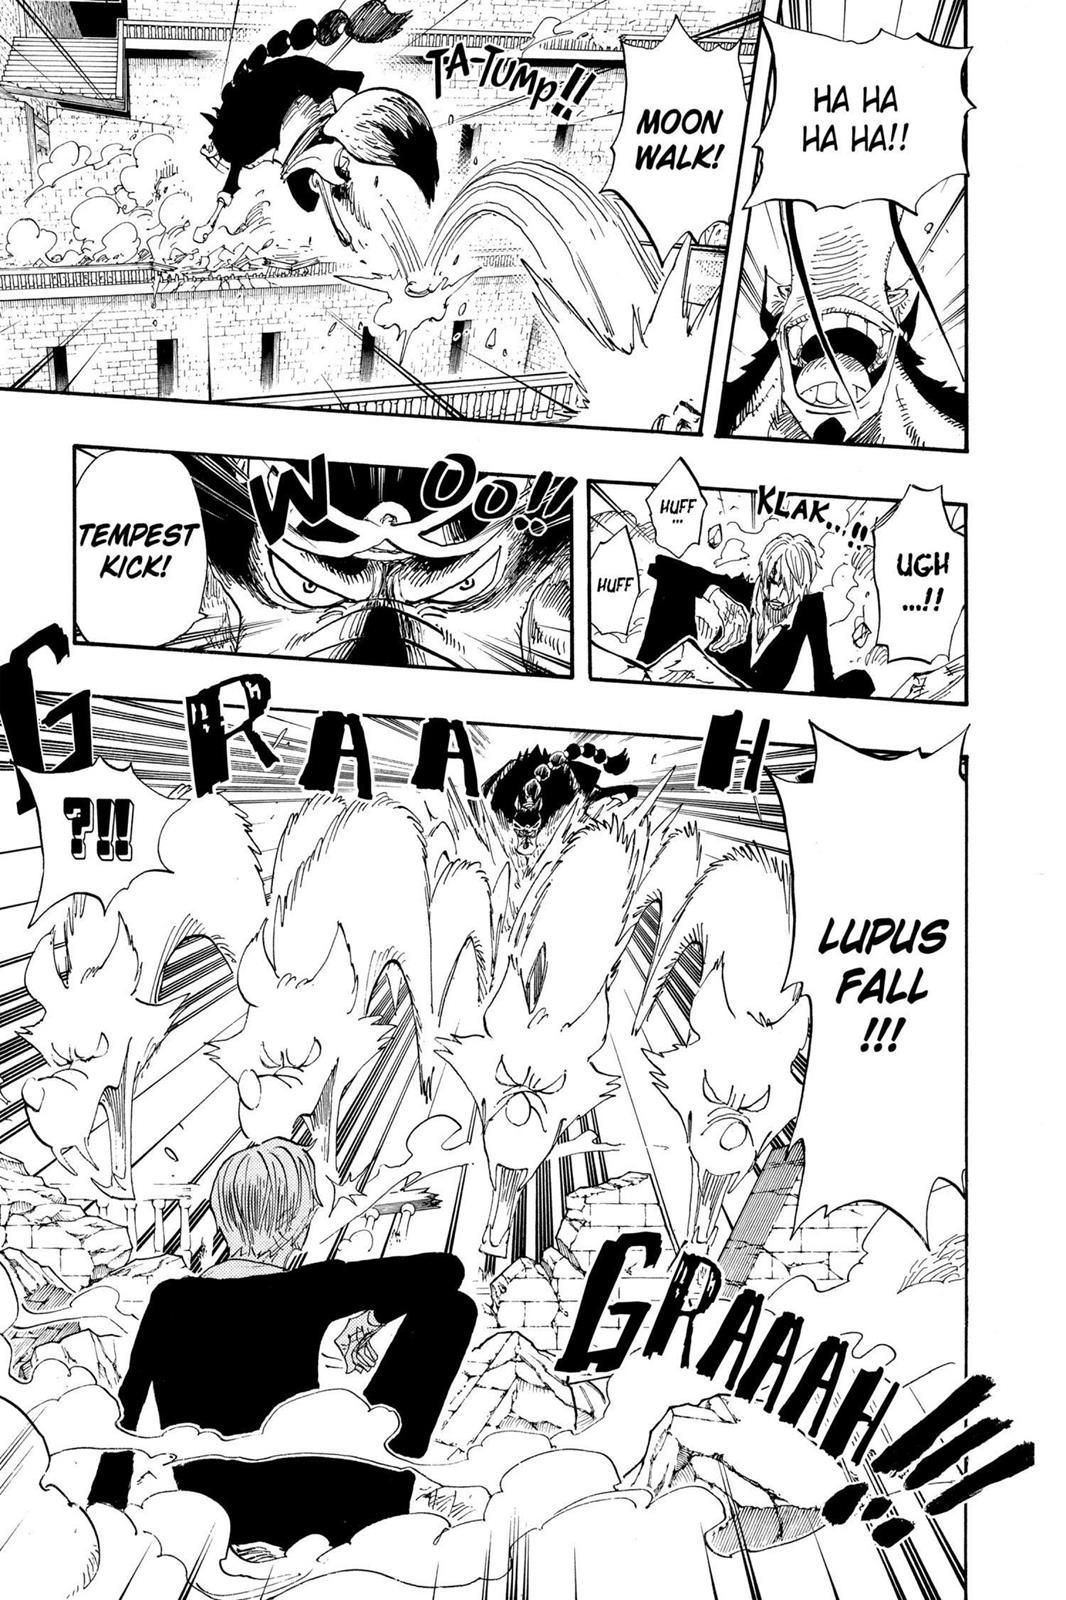 HA HA
HA HA!!
MOON
WALK!
TA-TUMP!!
UGH
...!!
KLAK...!!
HUFF
...
HUFF
WOOO!!
TEMPEST
KICK!
LUPUS
FALL
!!!
GRAAAH
?!!
GRAAAH!!!